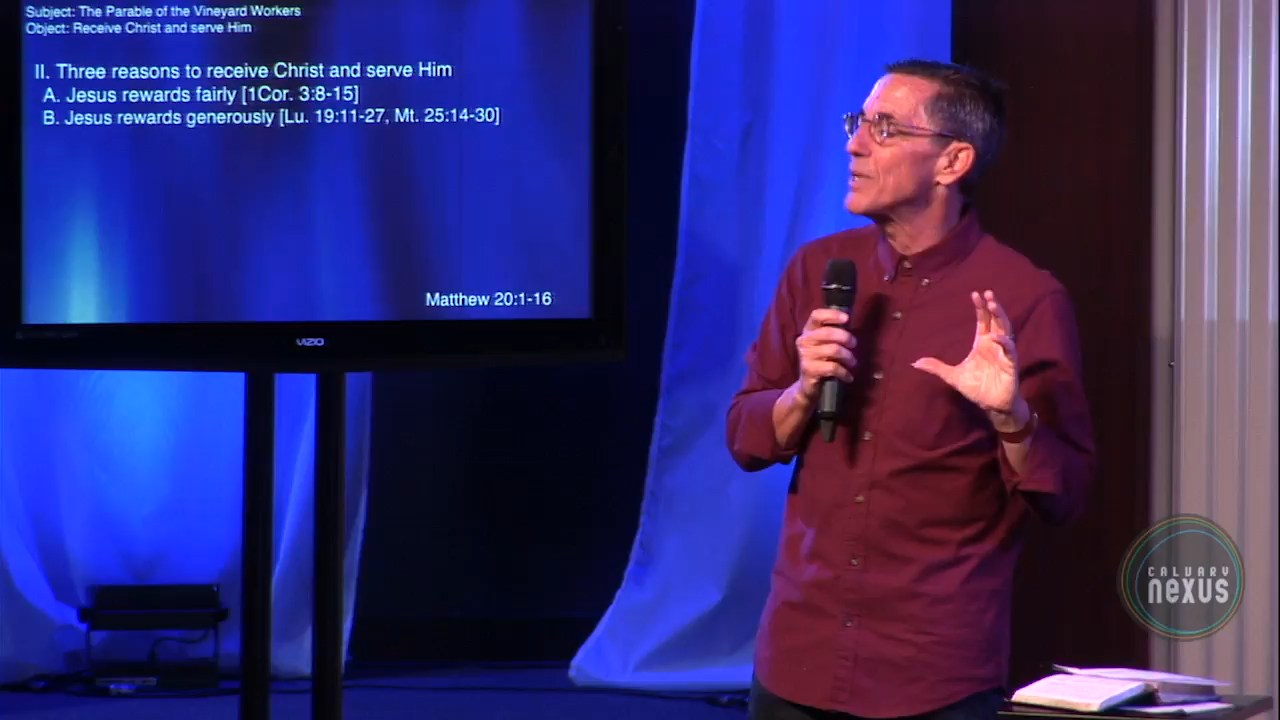 Subject: The Parable of the Vineyard Workers
Object: Receive Christ and serve Him
II. Three reasons to receive Christ and serve Him
A. Jesus rewards fairly [1Cor. 3:8-15]
B. Jesus rewards generously [Lu. 19:11-27, Mt. 25:14-30]
Matthew 20:1-16
VIZIO
CALVARY
nexus